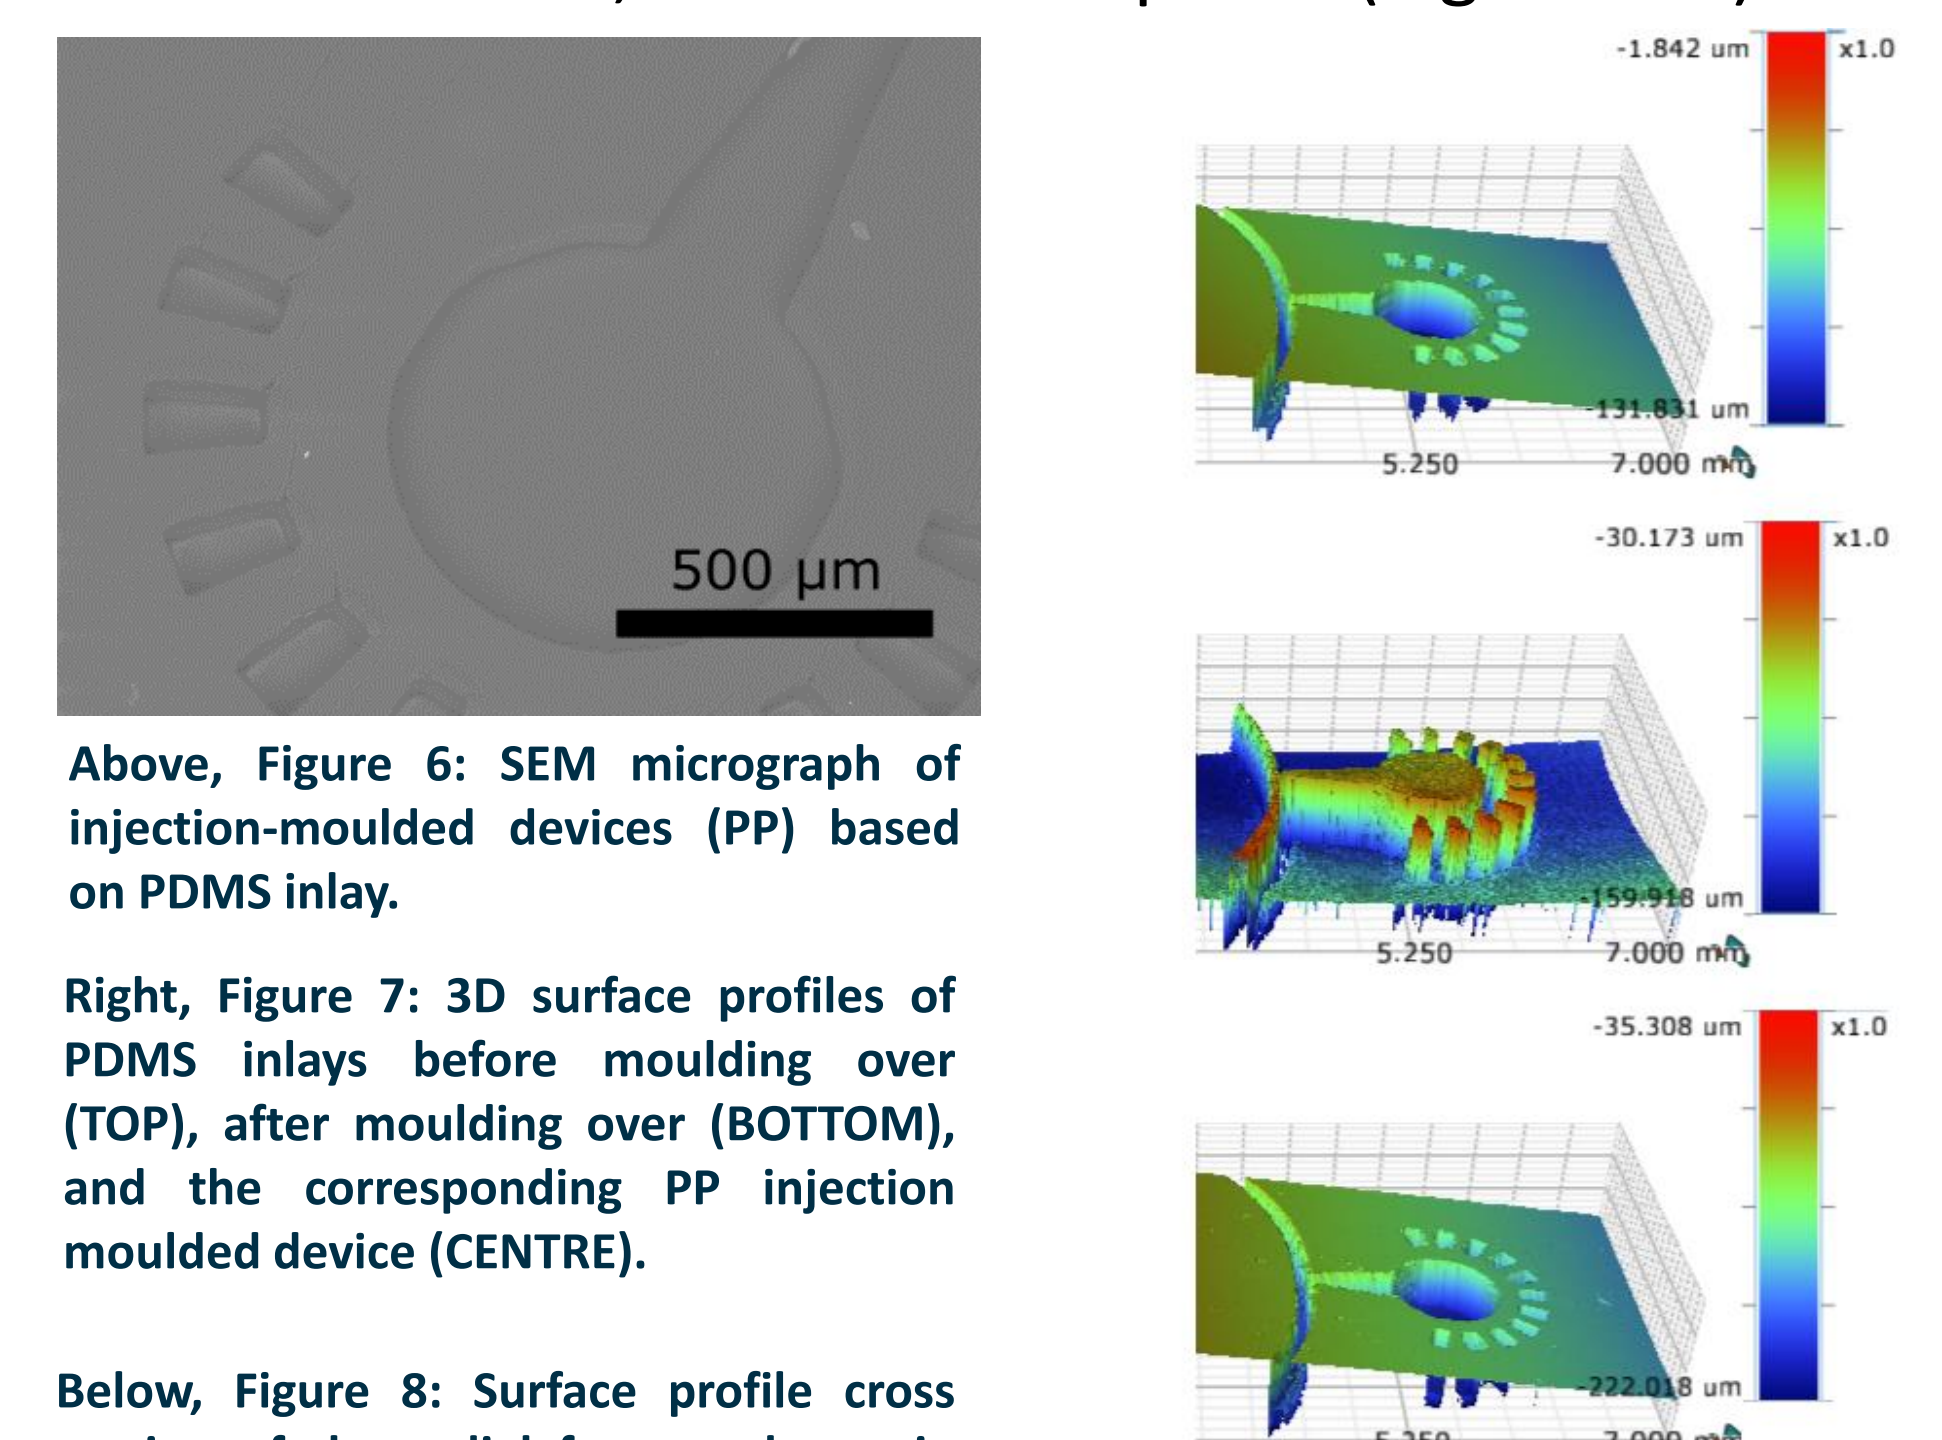 500 µm
Above, Figure 6: SEM micrograph of
injection-moulded devices (PP) based
on PDMS inlay.
Right, Figure 7: 3D surface profiles of
PDMS inlays before moulding over
(TOP), after moulding over (BOTTOM),
and the corresponding PP injection
moulded device (CENTRE).
Below, Figure 8: Surface profile cross
-1.842 um
x1.0
-131.831 um
5.250
7.000 mm
-30.173 um
x1.0
-159.918 um
5.250
7.000 mm
-35.308 um
x1.0
-222.018 um